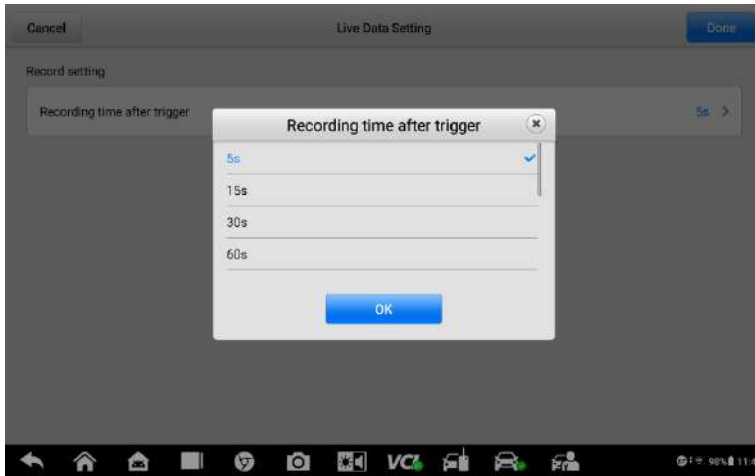 Cancel Live Data Setting Done
Record setting
Recording time after trigger 5s >
Recording time after trigger
5s
15s
30s
60s
OK
VCI
98%